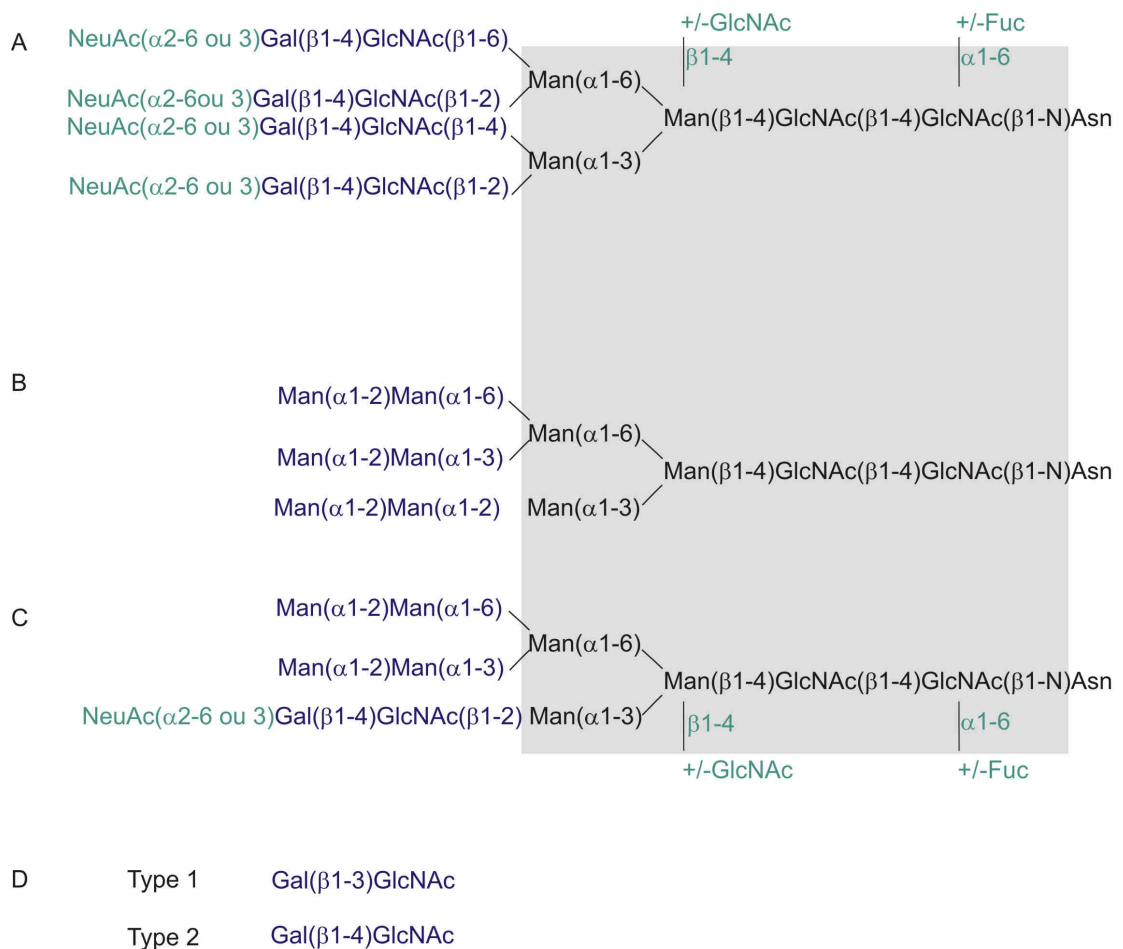 +/-GlcNAc +/-Fuc
A NeuAc(α2-6 ou 3)Gal(β1-4)GlcNAc(β1-6)
β1-4 α1-6
Man(α1-6)
NeuAc(α2-6ou 3)Gal(β1-4)GlcNAc(β1-2)
Man(β1-4)GlcNAc(β1-4)GlcNAc(β1-N)Asn
NeuAc(α2-6 ou 3)Gal(β1-4)GlcNAc(β1-4)
Man(α1-3)
NeuAc(α2-6 ou 3)Gal(β1-4)GlcNAc(β1-2)
B
Man(α1-2)Man(α1-6)
Man(α1-6)
Man(α1-2)Man(α1-3)
Man(β1-4)GlcNAc(β1-4)GlcNAc(β1-N)Asn
Man(α1-2)Man(α1-2) Man(α1-3)
C
Man(α1-2)Man(α1-6)
Man(α1-6)
Man(α1-2)Man(α1-3)
Man(β1-4)GlcNAc(β1-4)GlcNAc(β1-N)Asn
NeuAc(α2-6 ou 3)Gal(β1-4)GlcNAc(β1-2) Man(α1-3)
β1-4 α1-6
+/-GlcNAc +/-Fuc
D Type 1 Gal(β1-3)GlcNAc
Type 2 Gal(β1-4)GlcNAc